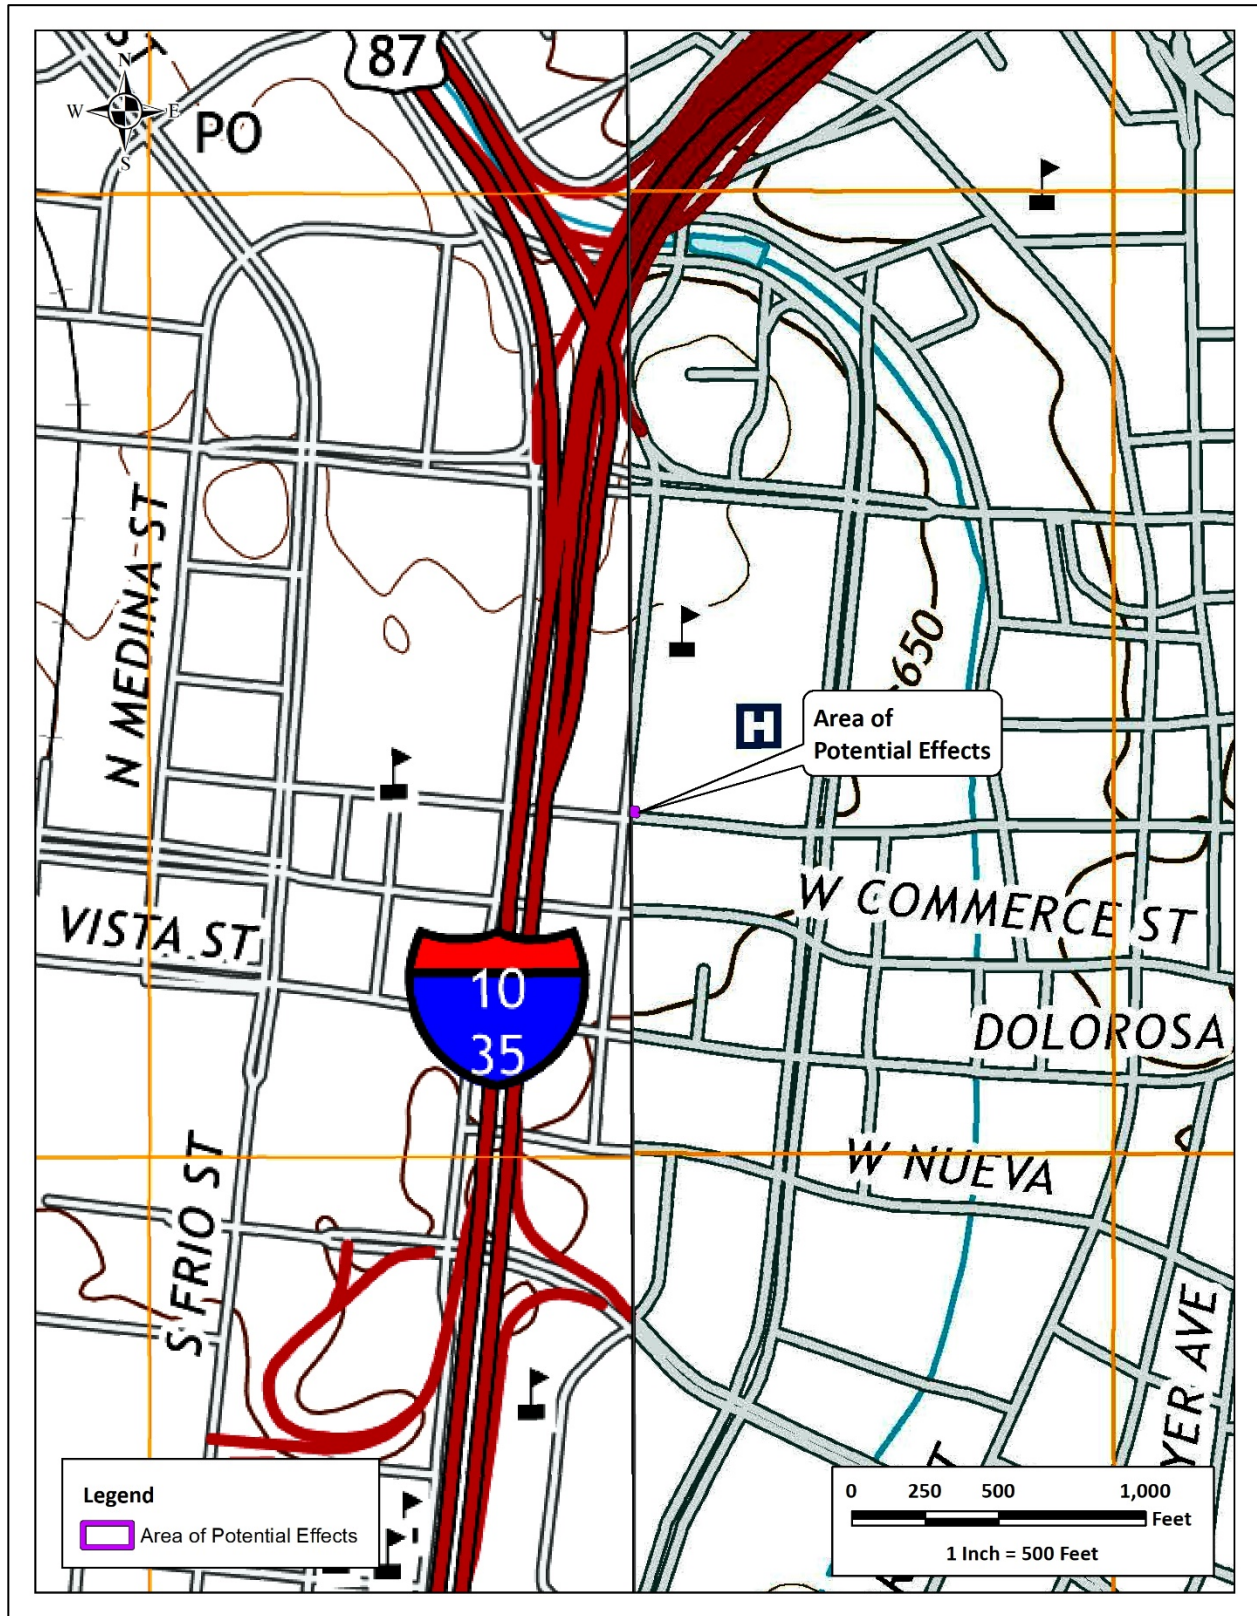 87
N
W E
S
PO
N MEDINA ST
650
H
Area of
Potential Effects
W COMMERCE ST
VISTA ST
10
35
DOLOROSA
W NUEVA
S FRIO ST
YER AVE
Legend
Area of Potential Effects
0 250 500 1,000
Feet
1 Inch = 500 Feet